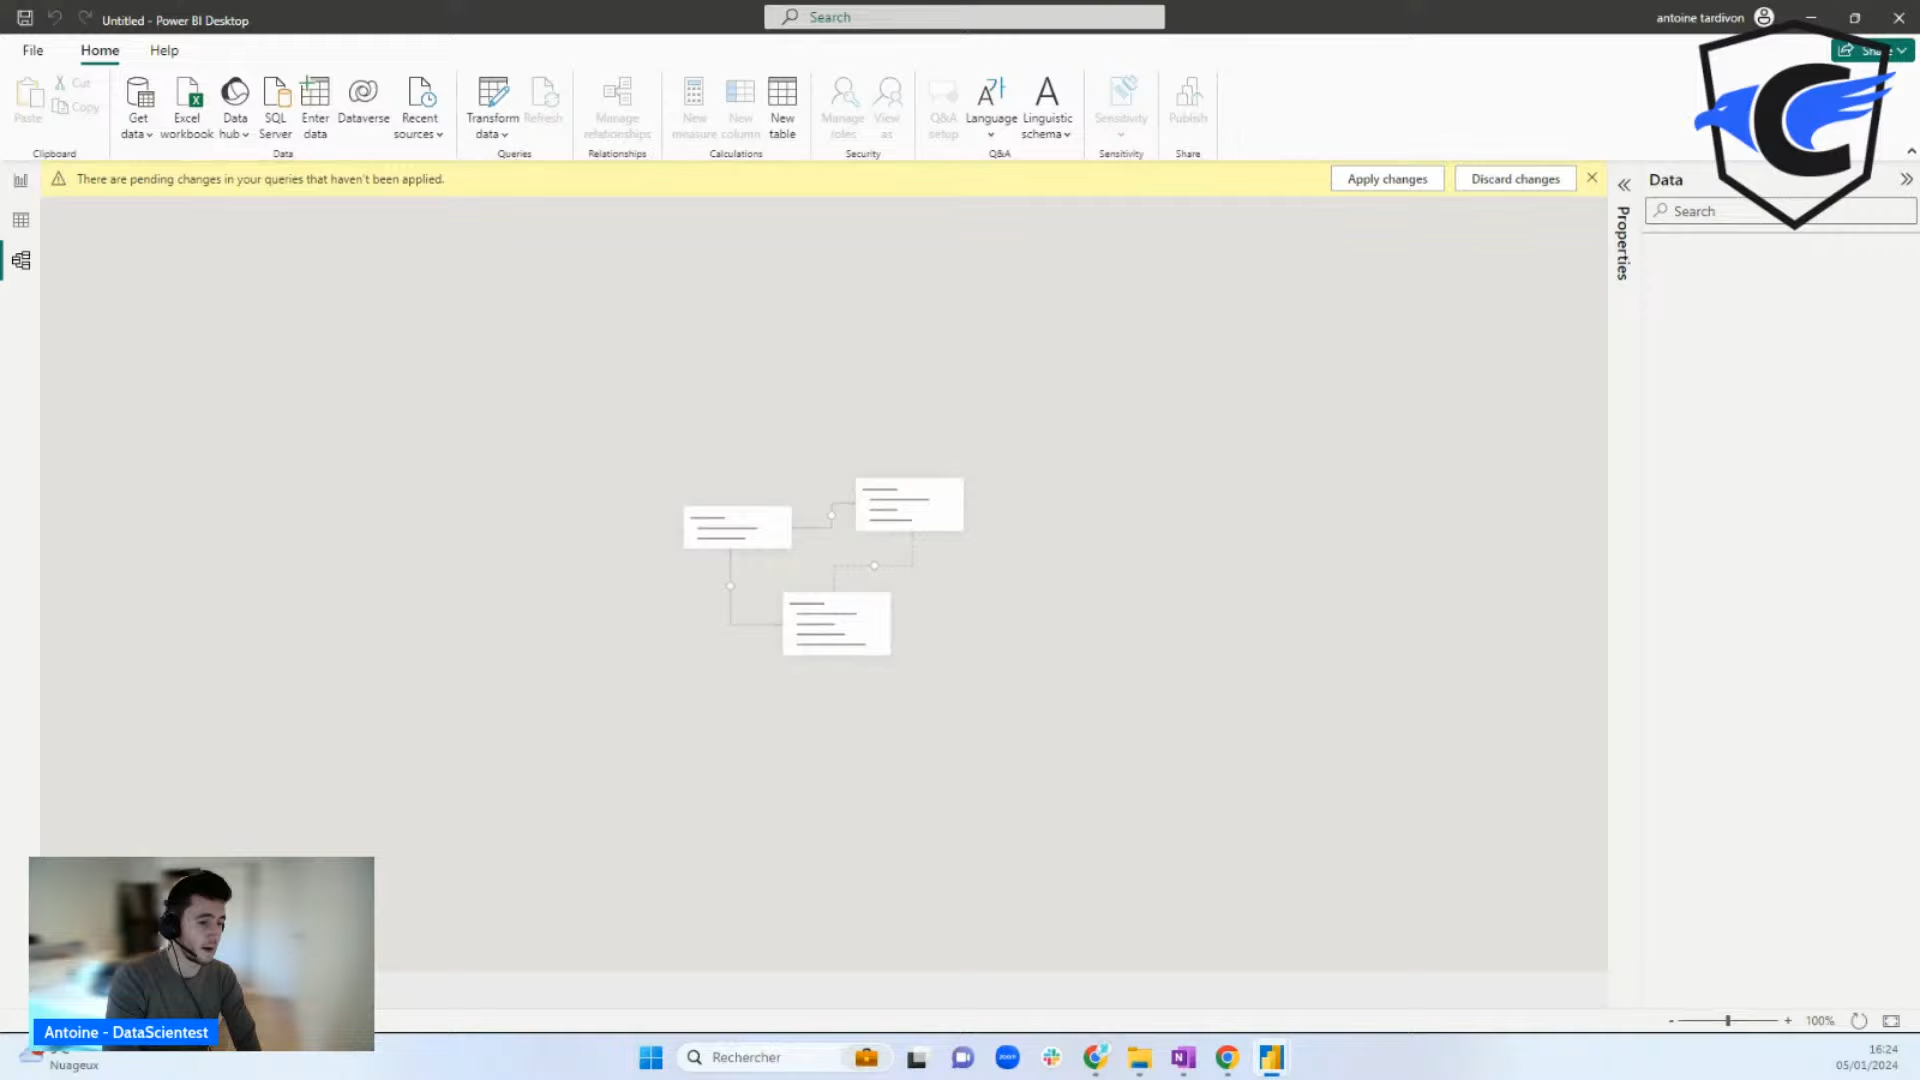 Untitled - Power BI Desktop
Search
antoine tardivon
File
Home
Help
Share
Paste
Cut
Copy
Clipboard
Get data
Excel workbook
Data hub
SQL Server
Enter data
Dataverse
Recent sources
Data
Transform data
Refresh
Queries
Manage relationships
Relationships
New measure
New column
New table
Calculations
Manage roles
View as
Security
Q&A setup
Language
Linguistic schema
Q&A
Sensitivity
Sensitivity
Publish
Share
There are pending changes in your queries that haven't been applied.
Apply changes
Discard changes
Properties
Data
Search
C
Antoine - DataScientest
100%
Nuageux
Rechercher
zoom
N
16:24
05/01/2024